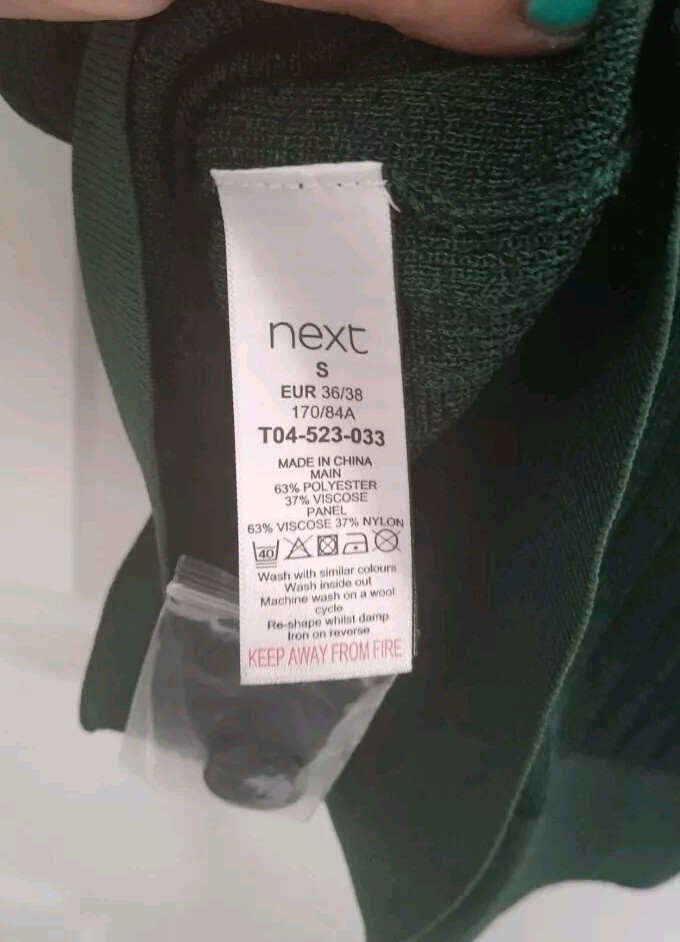 next
S
EUR 36/38
170/84A
T04-523-033
MADE IN CHINA
MAIN
63% POLYESTER
37% VISCOSE
PANEL
63% VISCOSE 37% NYLON
40
Wash with similar colours
Wash inside out
Machine wash on a wool
cycle
Re-shape whilst damp
Iron on reverse
KEEP AWAY FROM FIRE